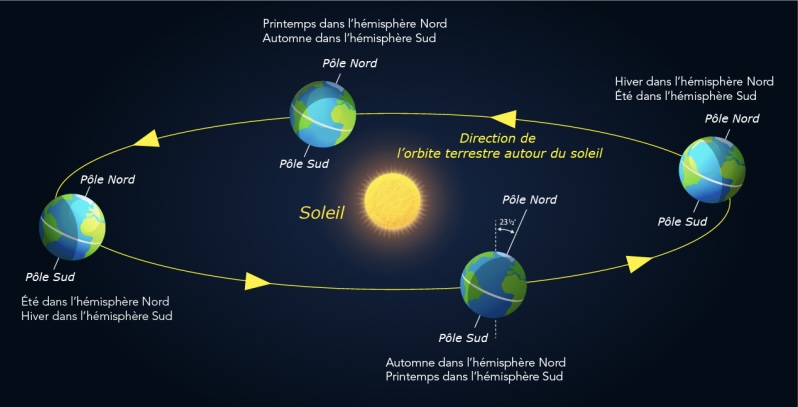 Printemps dans l’hémisphère Nord
Automne dans l’hémisphère Sud
Pôle Nord
Pôle Sud
Hiver dans l’hémisphère Nord
Été dans l’hémisphère Sud
Pôle Nord
Pôle Sud
Direction de
l’orbite terrestre autour du soleil
Soleil
Pôle Nord
Pôle Sud
Été dans l’hémisphère Nord
Hiver dans l’hémisphère Sud
Pôle Nord
23½°
Pôle Sud
Automne dans l’hémisphère Nord
Printemps dans l’hémisphère Sud